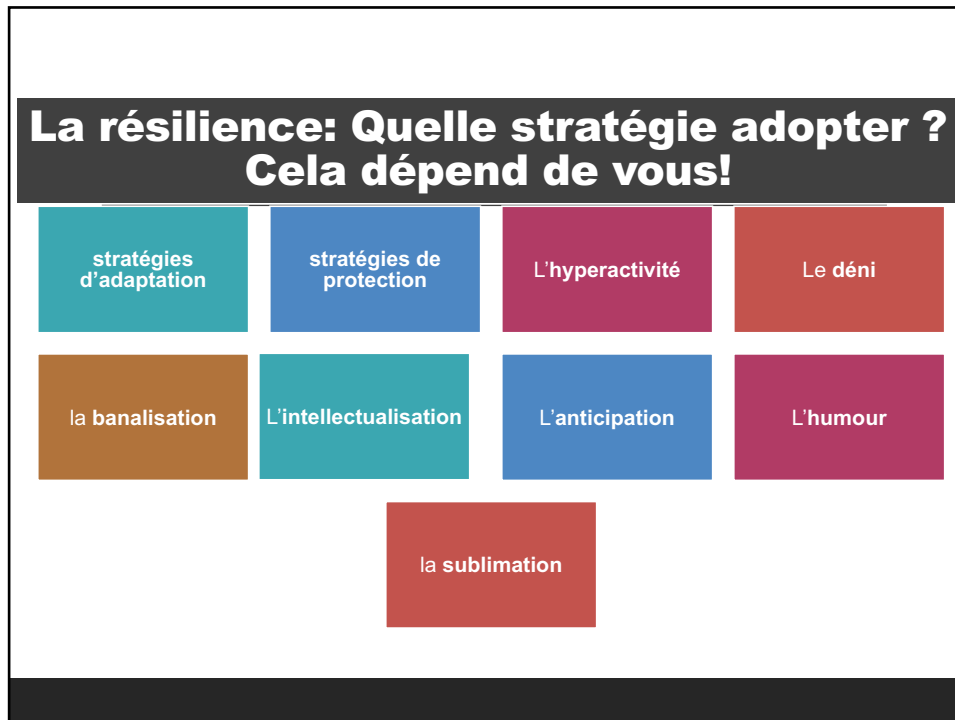 La résilience: Quelle stratégie adopter ?
Cela dépend de vous!
stratégies
d’adaptation
stratégies de
protection
L’hyperactivité
Le déni
la banalisation
L’intellectualisation
L’anticipation
L’humour
la sublimation